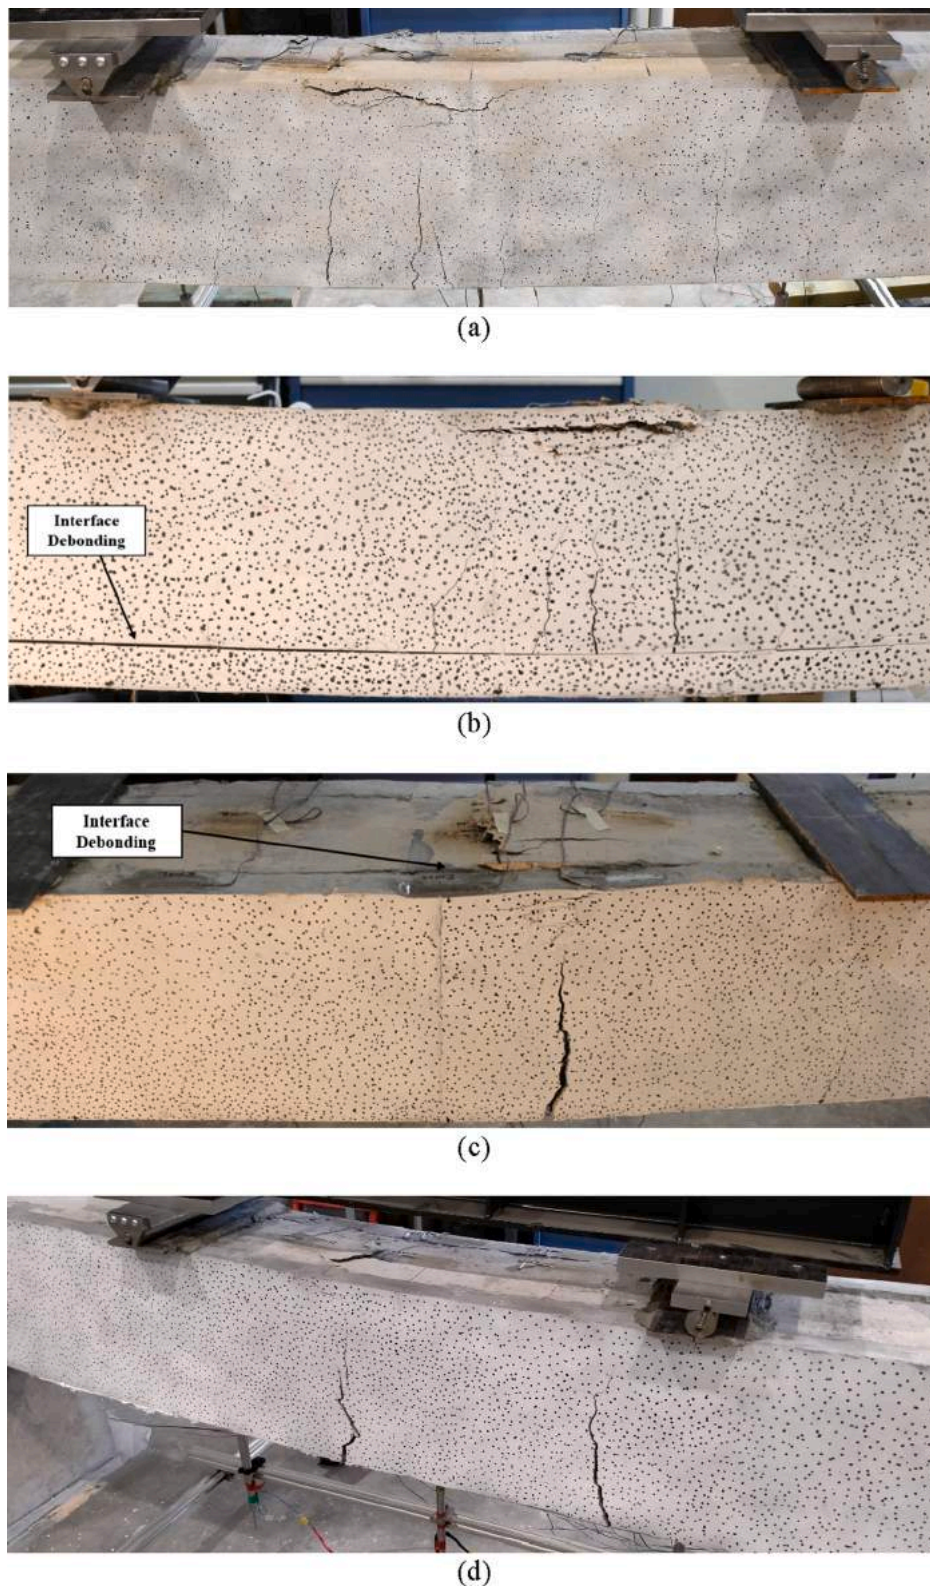 (a)
Interface
Debonding
(b)
Interface
Debonding
(c)
(d)